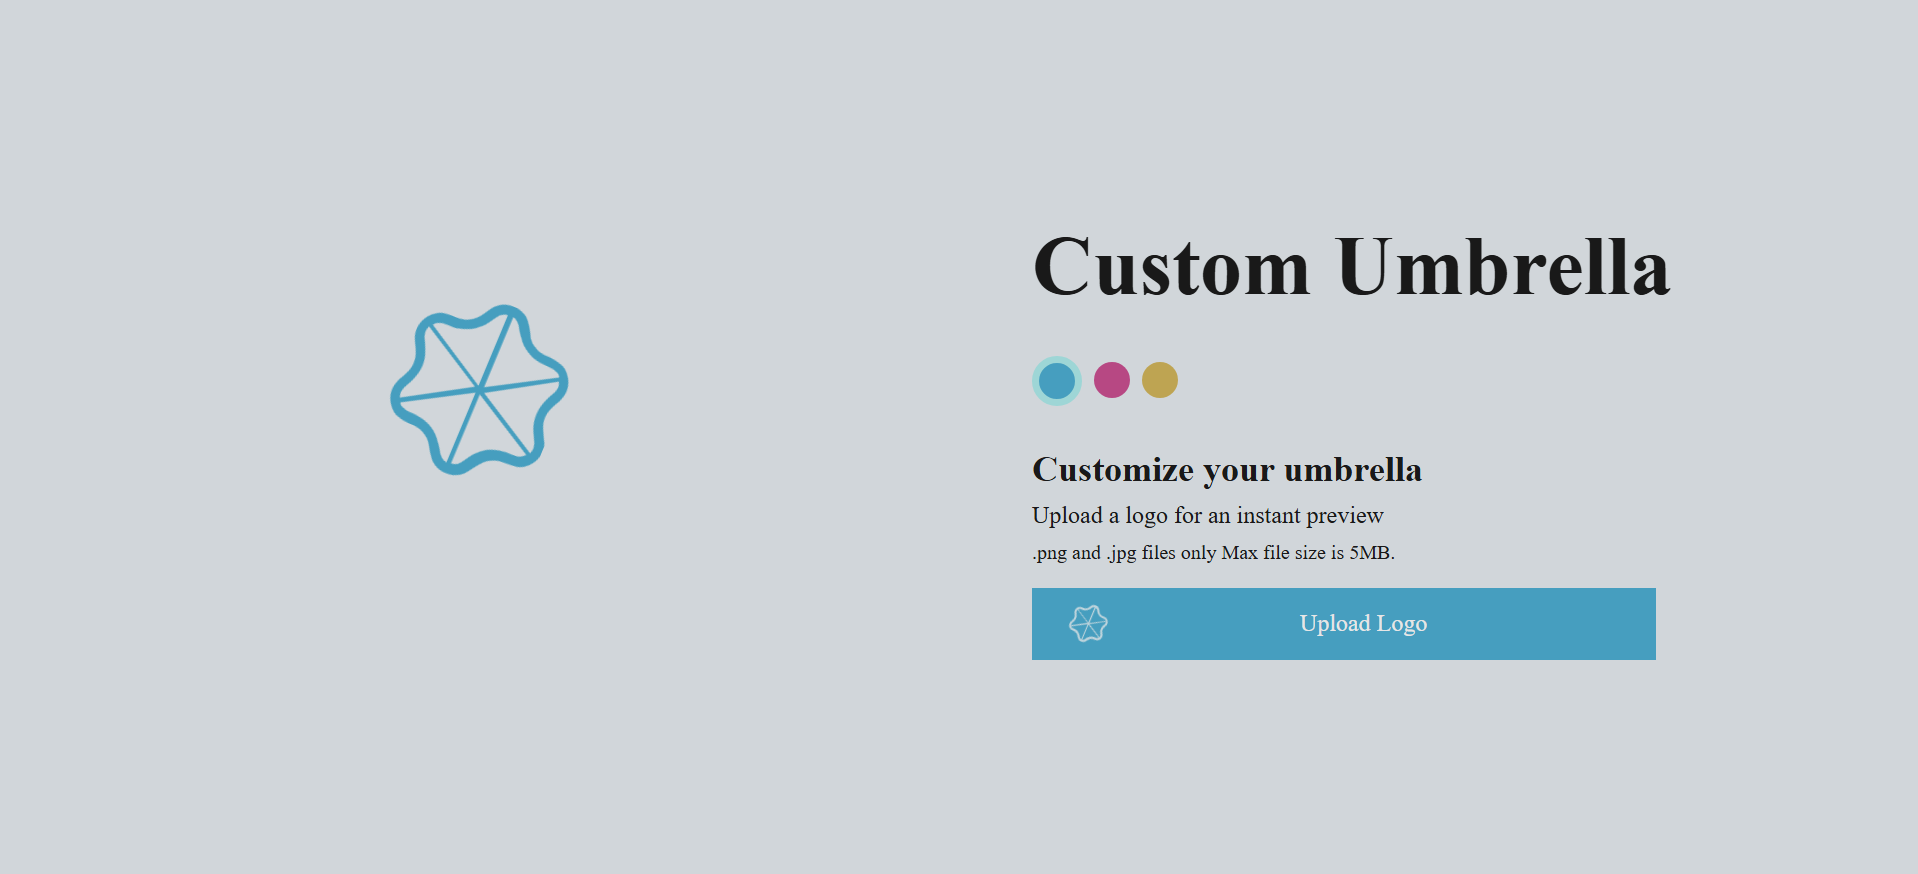 Custom Umbrella
Customize your umbrella
Upload a logo for an instant preview
.png and .jpg files only Max file size is 5MB.
Upload Logo